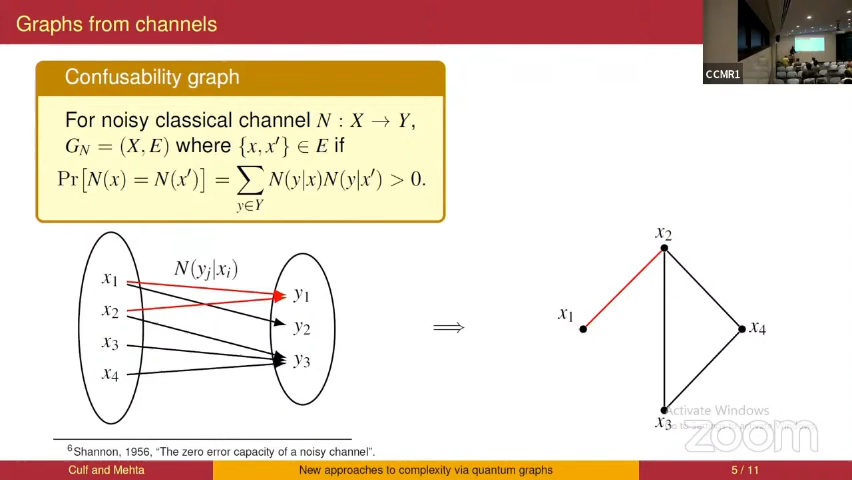 Graphs from channels
CCMR1
Confusability graph
For noisy classical channel N : X → Y,
G_N = (X, E) where {x, x′} ∈ E if
Pr[N(x) = N(x′)] = ∑_{y∈Y} N(y|x)N(y|x′) > 0.
N(y_j|x_i)
x_1
x_2
x_3
x_4
y_1
y_2
y_3
⟹
x_2
x_1
x_4
x_3
Activate Windows
zoom
6 Shannon, 1956, “The zero error capacity of a noisy channel”.
Culf and Mehta
New approaches to complexity via quantum graphs
5 / 11